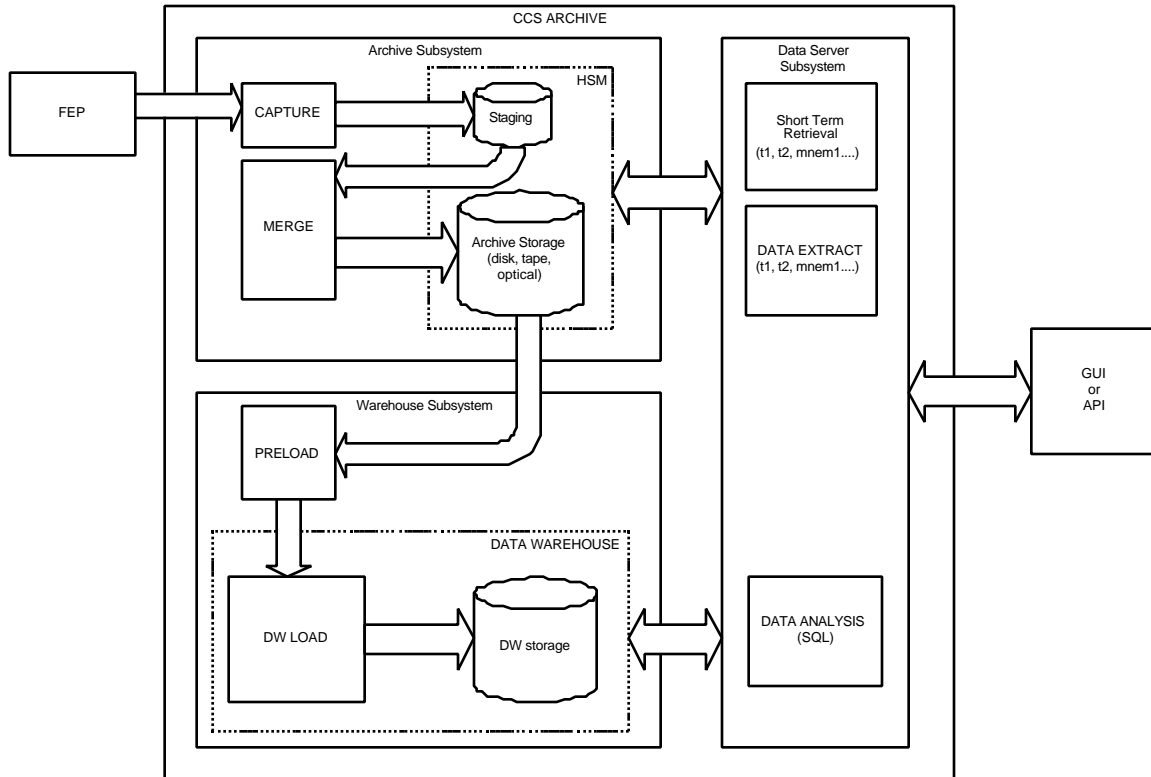 CCS ARCHIVE
Archive Subsystem
HSM
FEP
CAPTURE
Staging
MERGE
Archive Storage
(disk, tape,
optical)
Data Server
Subsystem
Short Term
Retrieval
(t1, t2, mnem1....)
DATA EXTRACT
(t1, t2, mnem1....)
GUI
or
API
Warehouse Subsystem
PRELOAD
DATA WAREHOUSE
DW LOAD
DW storage
DATA ANALYSIS
(SQL)